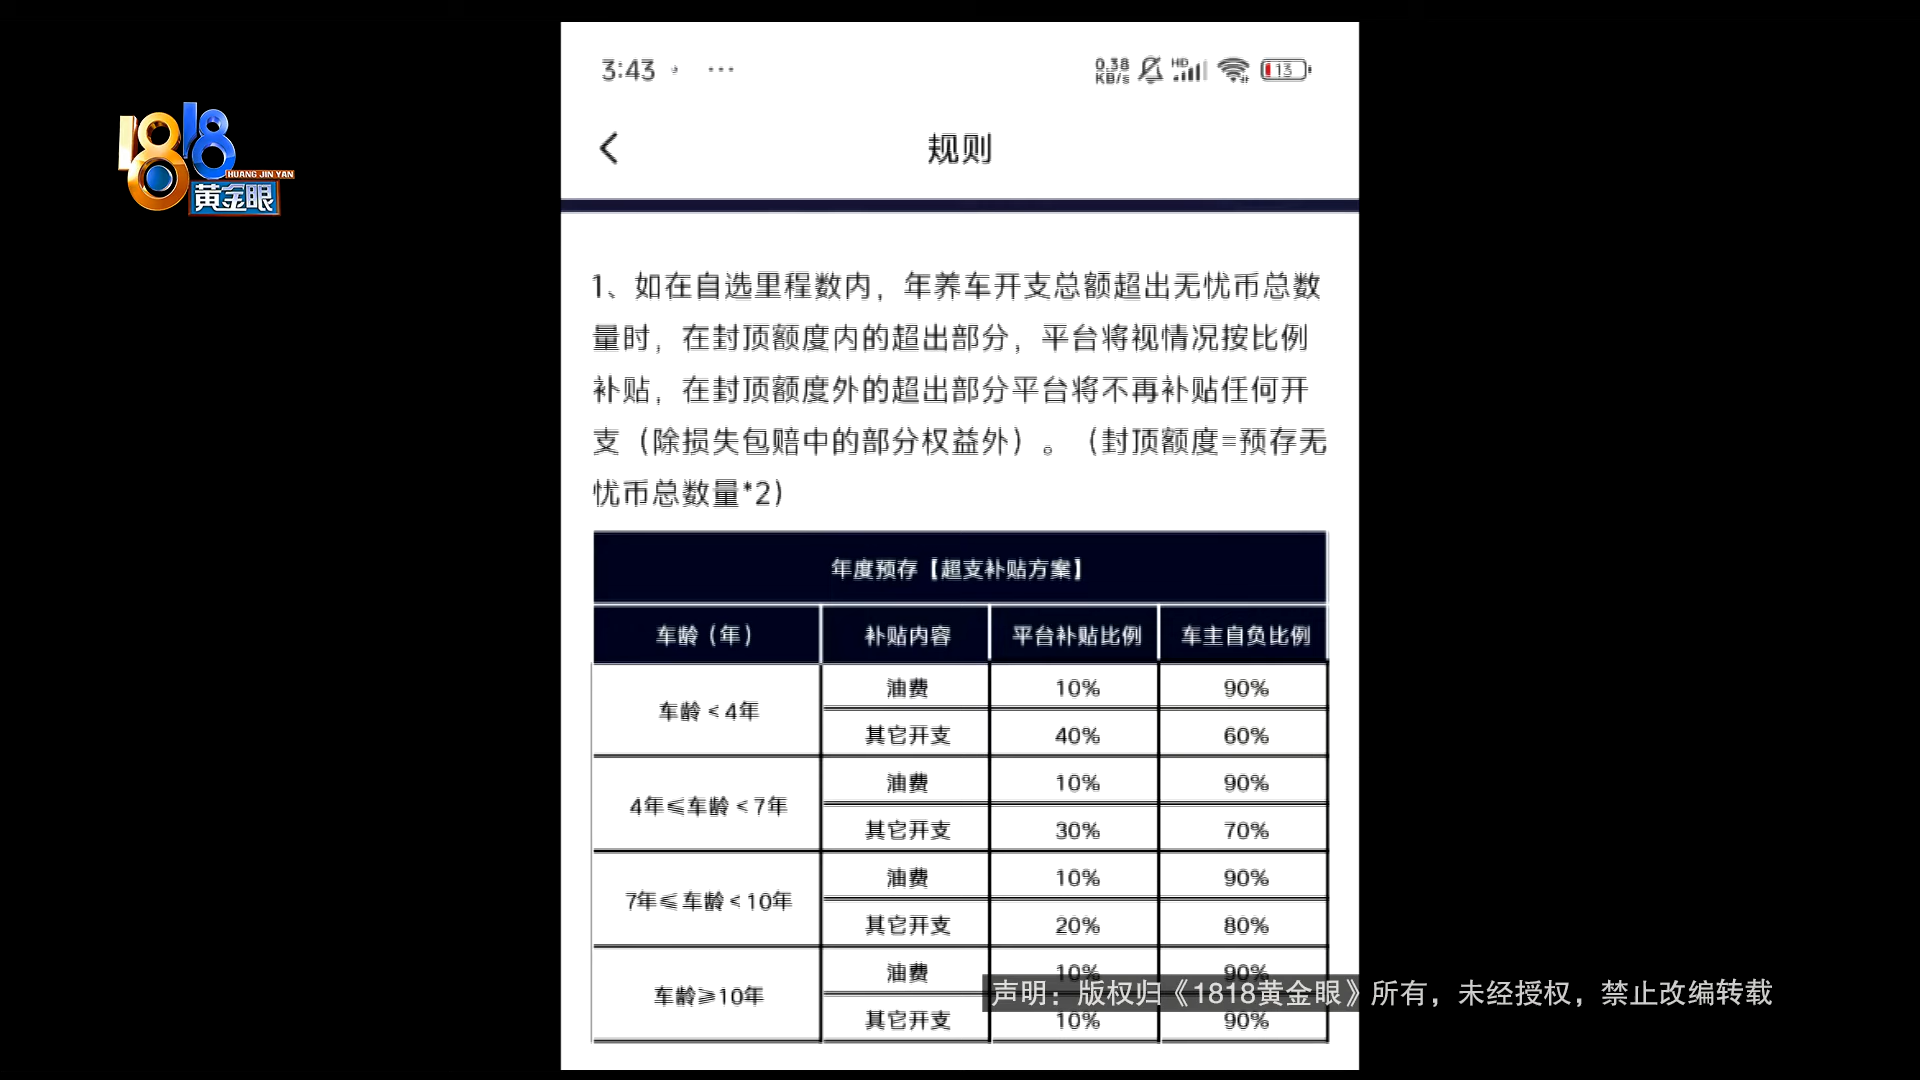 3:43
0.38
KB/s
HD
13
1818
HUANG JIN YAN
黄金眼
规则
1、如在自选里程数内，年养车开支总额超出无忧币总数
量时，在封顶额度内的超出部分，平台将视情况按比例
补贴，在封顶额度外的超出部分平台将不再补贴任何开
支（除损失包赔中的部分权益外）。（封顶额度=预存无
忧币总数量*2）
年度预存【超支补贴方案】
车龄（年） 补贴内容 平台补贴比例 车主自负比例
车龄<4年 油费 10% 90%
其它开支 40% 60%
4年≤车龄<7年 油费 10% 90%
其它开支 30% 70%
7年≤车龄<10年 油费 10% 90%
其它开支 20% 80%
车龄≥10年 油费 10% 90%
其它开支 10% 90%
声明：版权归《1818黄金眼》所有，未经授权，禁止改编转载